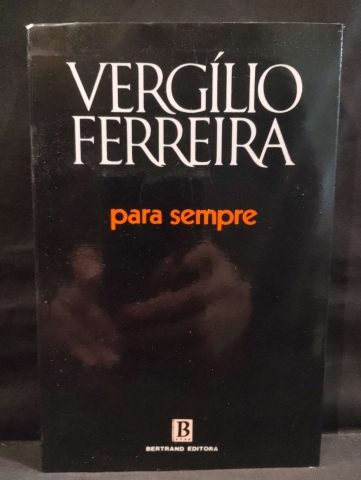 VERGÍLIO
FERREIRA
para sempre
B
BERTRAND EDITORA